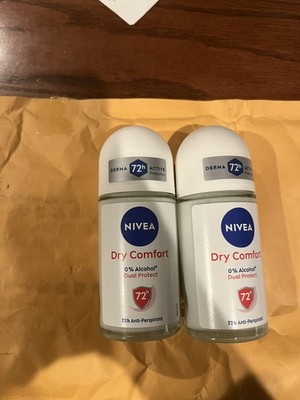 DERMA 72h ACTIVE
NIVEA
Dry Comfort
0% Alcohol*
Dual Protect
72h
72h Anti-Perspirant
DERMA 72h ACTIVE
NIVEA
Dry Comfort
0% Alcohol*
Dual Protect
72h
72h Anti-Perspirant